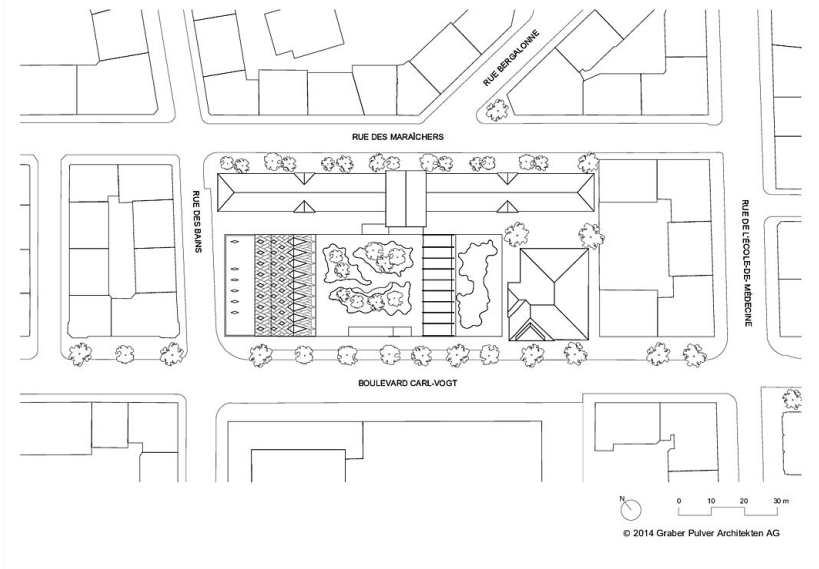 RUE BERGALONNE
RUE DES MARAÎCHERS
RUE DES BAINS
RUE DE L'ÉCOLE-DE-MÉDECINE
BOULEVARD CARL-VOGT
N
0 10 20 30 m
© 2014 Graber Pulver Architekten AG